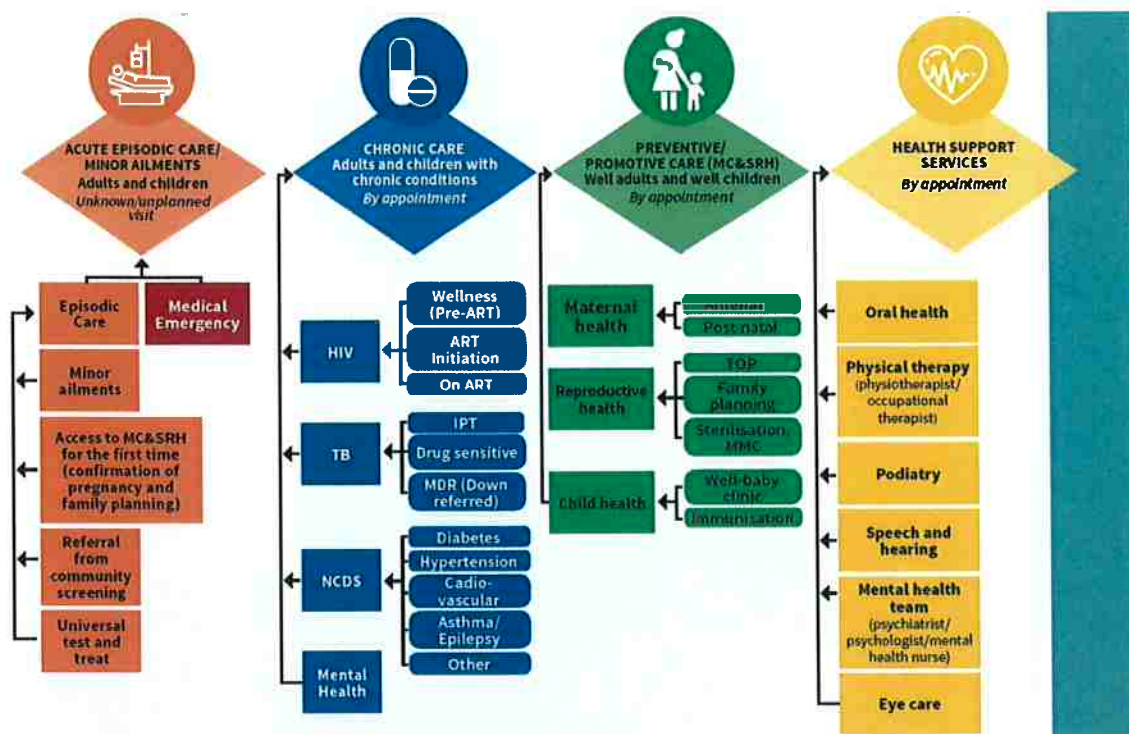 ACUTE EPISODIC CARE/
MINOR AILMENTS
Adults and children
Unknown/unplanned
visit
Episodic
Care
Medical
Emergency
Minor
ailments
Access to MC&SRH
for the first time
(confirmation of
pregnancy and
family planning)
Referral
from
community
screening
Universal
test and
treat
CHRONIC CARE
Adults and children with
chronic conditions
By appointment
HIV
Wellness
(Pre-ART)
ART
Initiation
On ART
TB
IPT
Drug sensitive
MDR (Down
referred)
NCDS
Diabetes
Hypertension
Cadio-
vascular
Asthma/
Epilepsy
Other
Mental
Health
PREVENTIVE/
PROMOTIVE CARE (MC&SRH)
Well adults and well children
By appointment
Maternal
health
Post-natal
Reproductive
health
TOP
Family
planning
Sterilisation,
MMC
Child health
Well-baby
clinic
Immunisation
HEALTH SUPPORT
SERVICES
By appointment
Oral health
Physical therapy
(physiotherapist/
occupational
therapist)
Podiatry
Speech and
hearing
Mental health
team
(psychiatrist/
psychologist/mental
health nurse)
Eye care